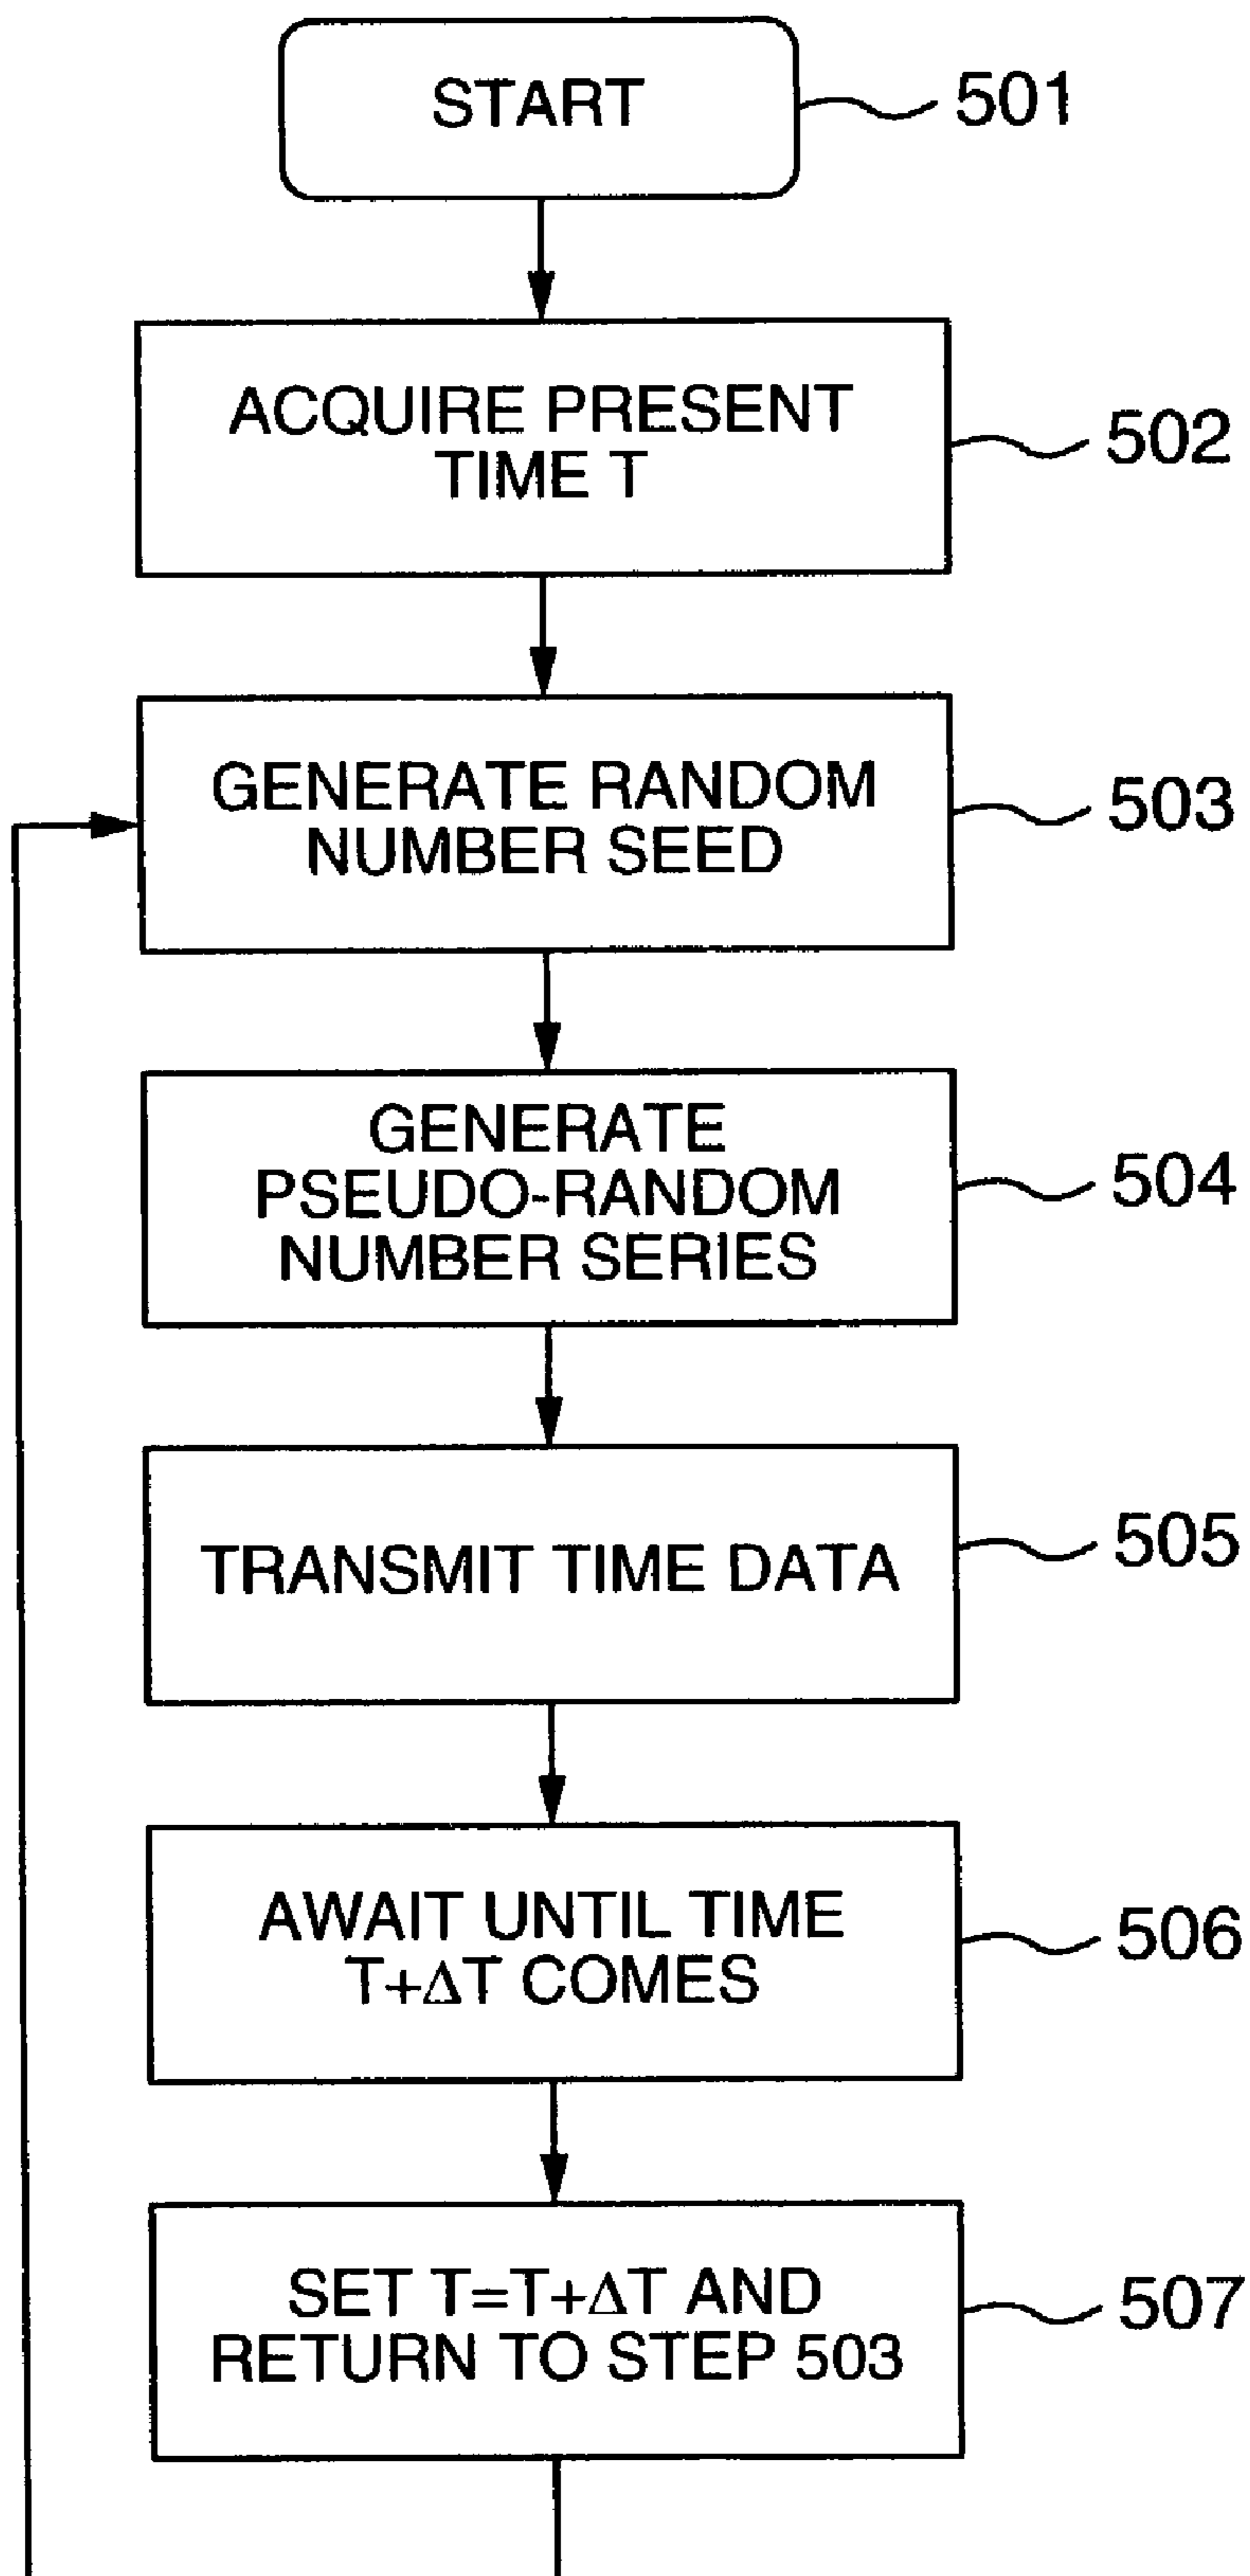 START
501
ACQUIRE PRESENT
TIME T
502
GENERATE RANDOM
NUMBER SEED
503
GENERATE
PSEUDO-RANDOM
NUMBER SERIES
504
TRANSMIT TIME DATA
505
AWAIT UNTIL TIME
T+ΔT COMES
506
SET T=T+ΔT AND
RETURN TO STEP 503
507